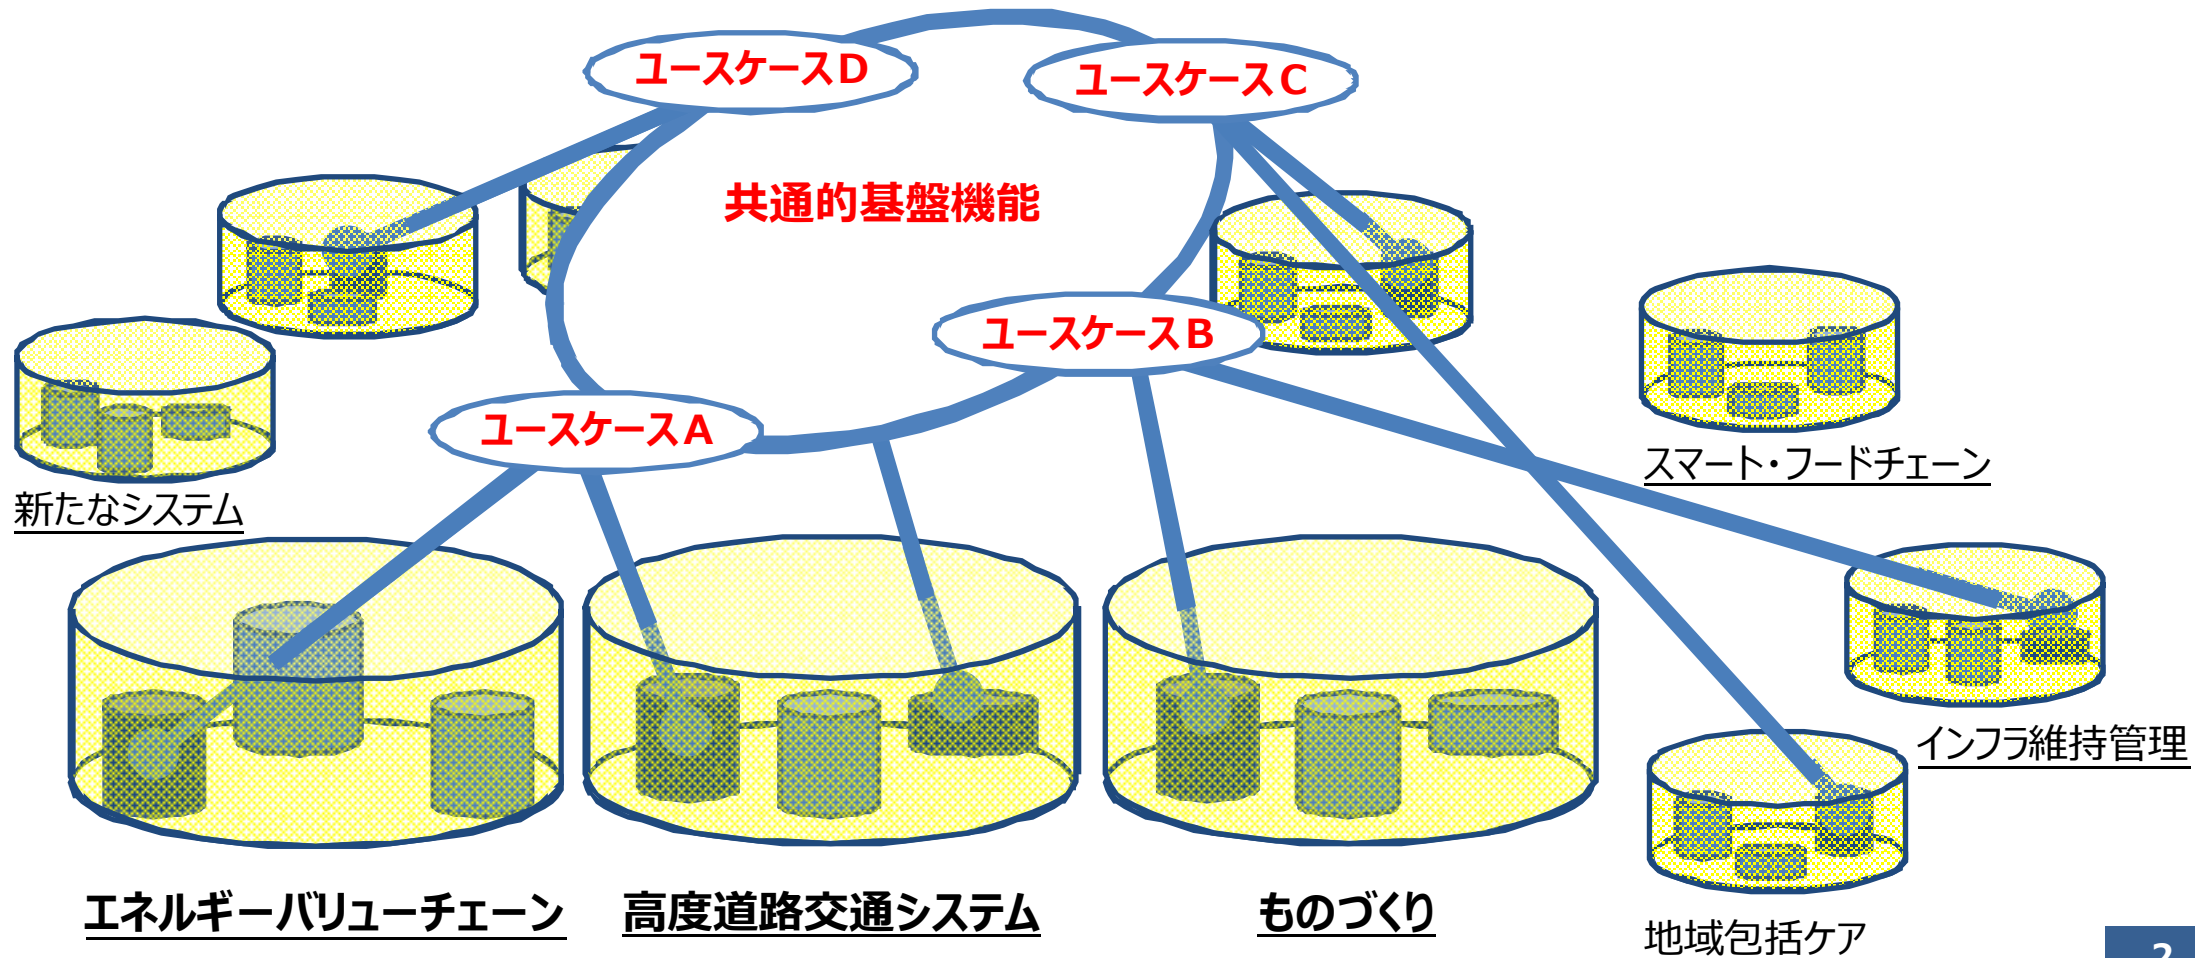 ユースケースD
ユースケースC
共通的基盤機能
ユースケースB
ユースケースA
スマート・フードチェーン
新たなシステム
インフラ維持管理
エネルギーバリューチェーン
高度道路交通システム
ものづくり
地域包括ケア
2